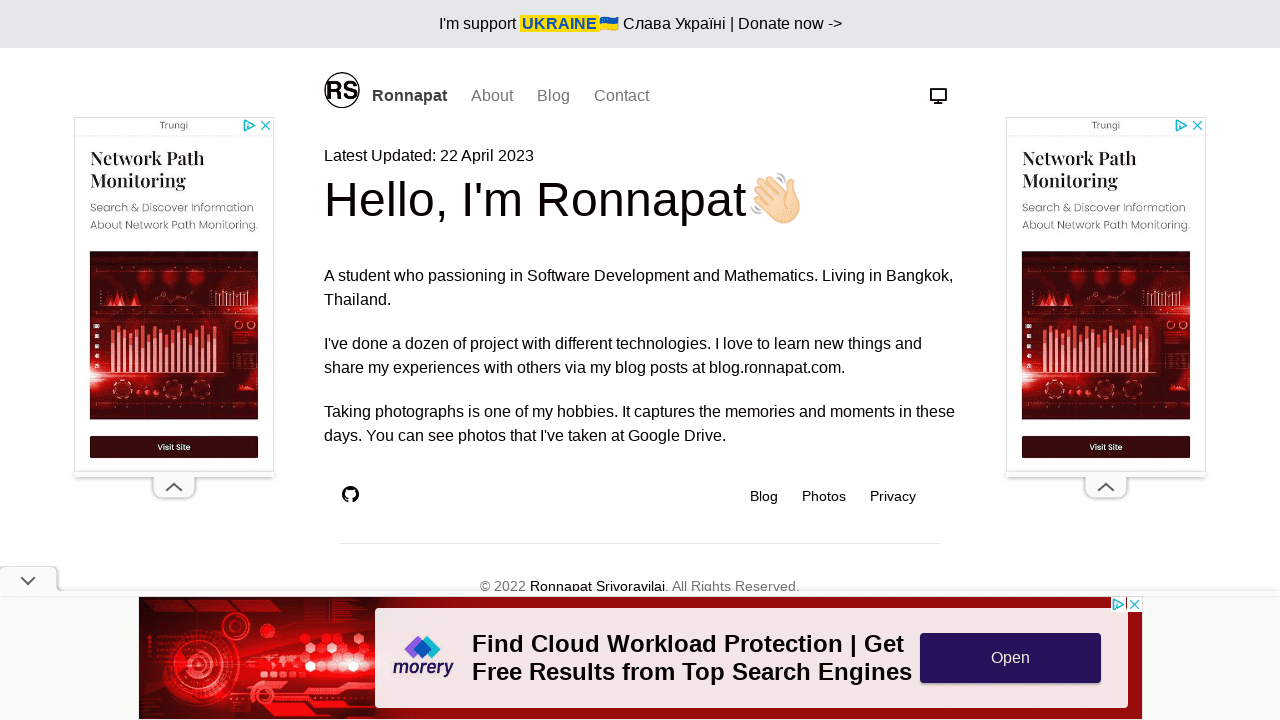 I'm support UKRAINE🇺🇦 Слава Україні | Donate now ->
RS Ronnapat About Blog Contact
Latest Updated: 22 April 2023
Hello, I'm Ronnapat👋🏻
A student who passioning in Software Development and Mathematics. Living in Bangkok,
Thailand.
I've done a dozen of project with different technologies. I love to learn new things and
share my experiences with others via my blog posts at blog.ronnapat.com.
Taking photographs is one of my hobbies. It captures the memories and moments in these
days. You can see photos that I've taken at Google Drive.
Blog Photos Privacy
© 2022 Ronnapat Srivoravilai. All Rights Reserved.
Trungi
Network Path
Monitoring
Search & Discover Information
About Network Path Monitoring.
Visit Site
Trungi
Network Path
Monitoring
Search & Discover Information
About Network Path Monitoring.
Visit Site
morery
Find Cloud Workload Protection | Get
Free Results from Top Search Engines
Open